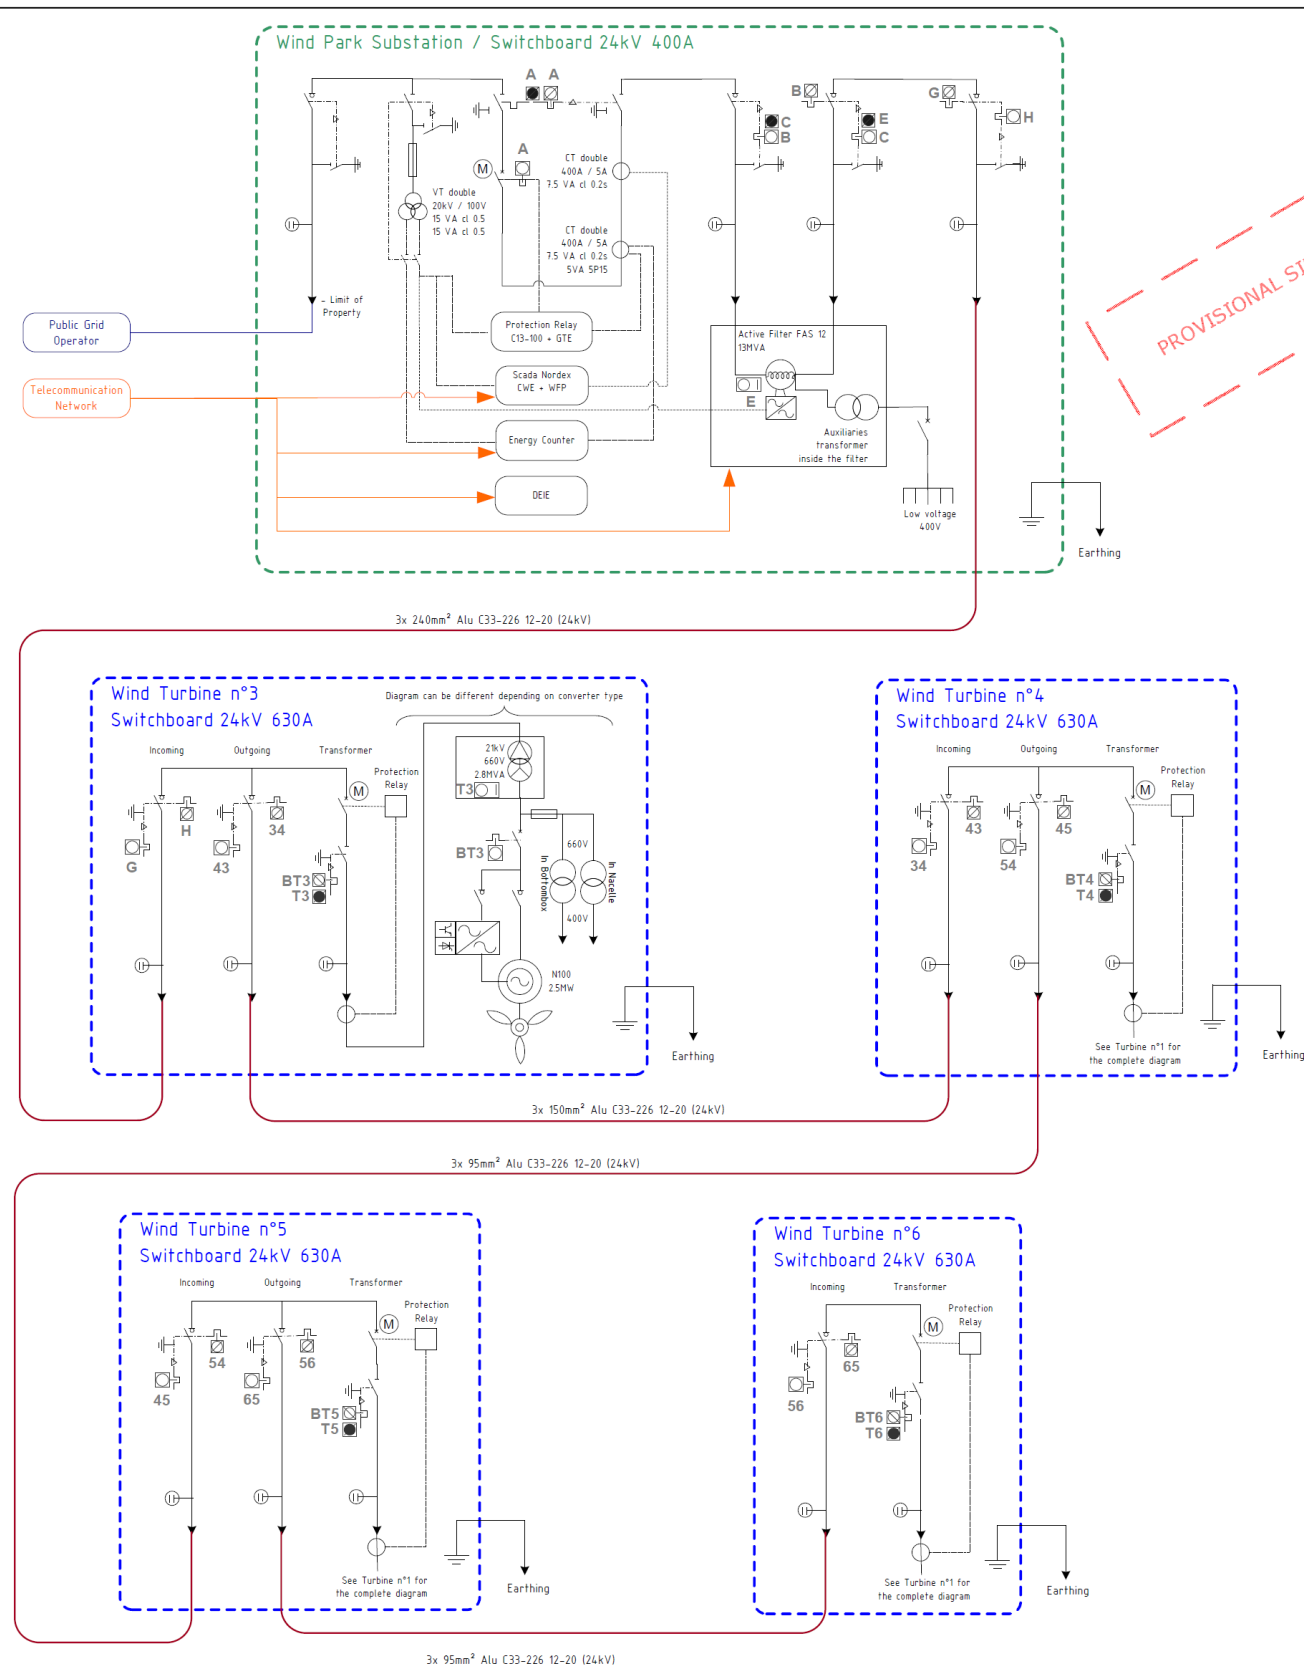 Wind Park Substation / Switchboard 24kV 400A
A A
B
G
C
B
E
C
H
A
M
CT double
400A / 5A
7.5 VA cl 0.2s
VT double
20kV / 100V
15 VA cl 0.5
15 VA cl 0.5
CT double
400A / 5A
7.5 VA cl 0.2s
5VA 5P15
- Limit of
Property
Public Grid
Operator
Protection Relay
C13-100 + GTE
Active Filter FAS 12
13MVA
PROVISIONAL
Telecommunication
Network
Scada Nordex
CWE + WFP
E
Energy Counter
Auxiliaries
transformer
inside the filter
DEIE
Low voltage
400V
Earthing
3x 240mm² Alu C33-226 12-20 (24kV)
Wind Turbine n°3
Switchboard 24kV 630A
Diagram can be different depending on converter type
Incoming Outgoing Transformer
Protection
Relay
M
21kV
660V
2.8MVA
T3
H
34
G
43
BT3
T3
BT3
660V
In Bottombox
In Nacelle
400V
N100
2.5MW
Earthing
Wind Turbine n°4
Switchboard 24kV 630A
Incoming Outgoing Transformer
Protection
Relay
M
43
45
34
54
BT4
T4
See Turbine n°1 for
the complete diagram
Earthing
3x 150mm² Alu C33-226 12-20 (24kV)
3x 95mm² Alu C33-226 12-20 (24kV)
Wind Turbine n°5
Switchboard 24kV 630A
Incoming Outgoing Transformer
Protection
Relay
M
54
56
45
65
BT5
T5
See Turbine n°1 for
the complete diagram
Earthing
Wind Turbine n°6
Switchboard 24kV 630A
Incoming Transformer
Protection
Relay
M
65
56
BT6
T6
See Turbine n°1 for
the complete diagram
Earthing
3x 95mm² Alu C33-226 12-20 (24kV)